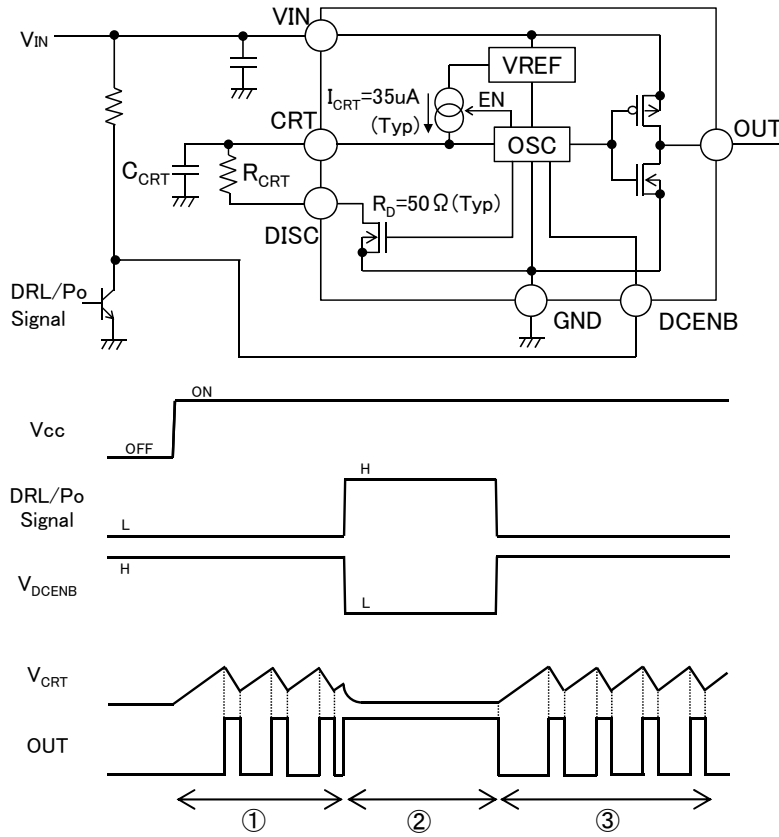 VIN
VIN
VREF
ICRT=35uA
(Typ)
EN
CRT
OSC
OUT
CCRT
RCRT
RD=50Ω(Typ)
DISC
DRL/Po
Signal
GND
DCENB
Vcc
ON
OFF
DRL/Po
Signal
H
L
VDCENB
H
L
VCRT
OUT
①
②
③